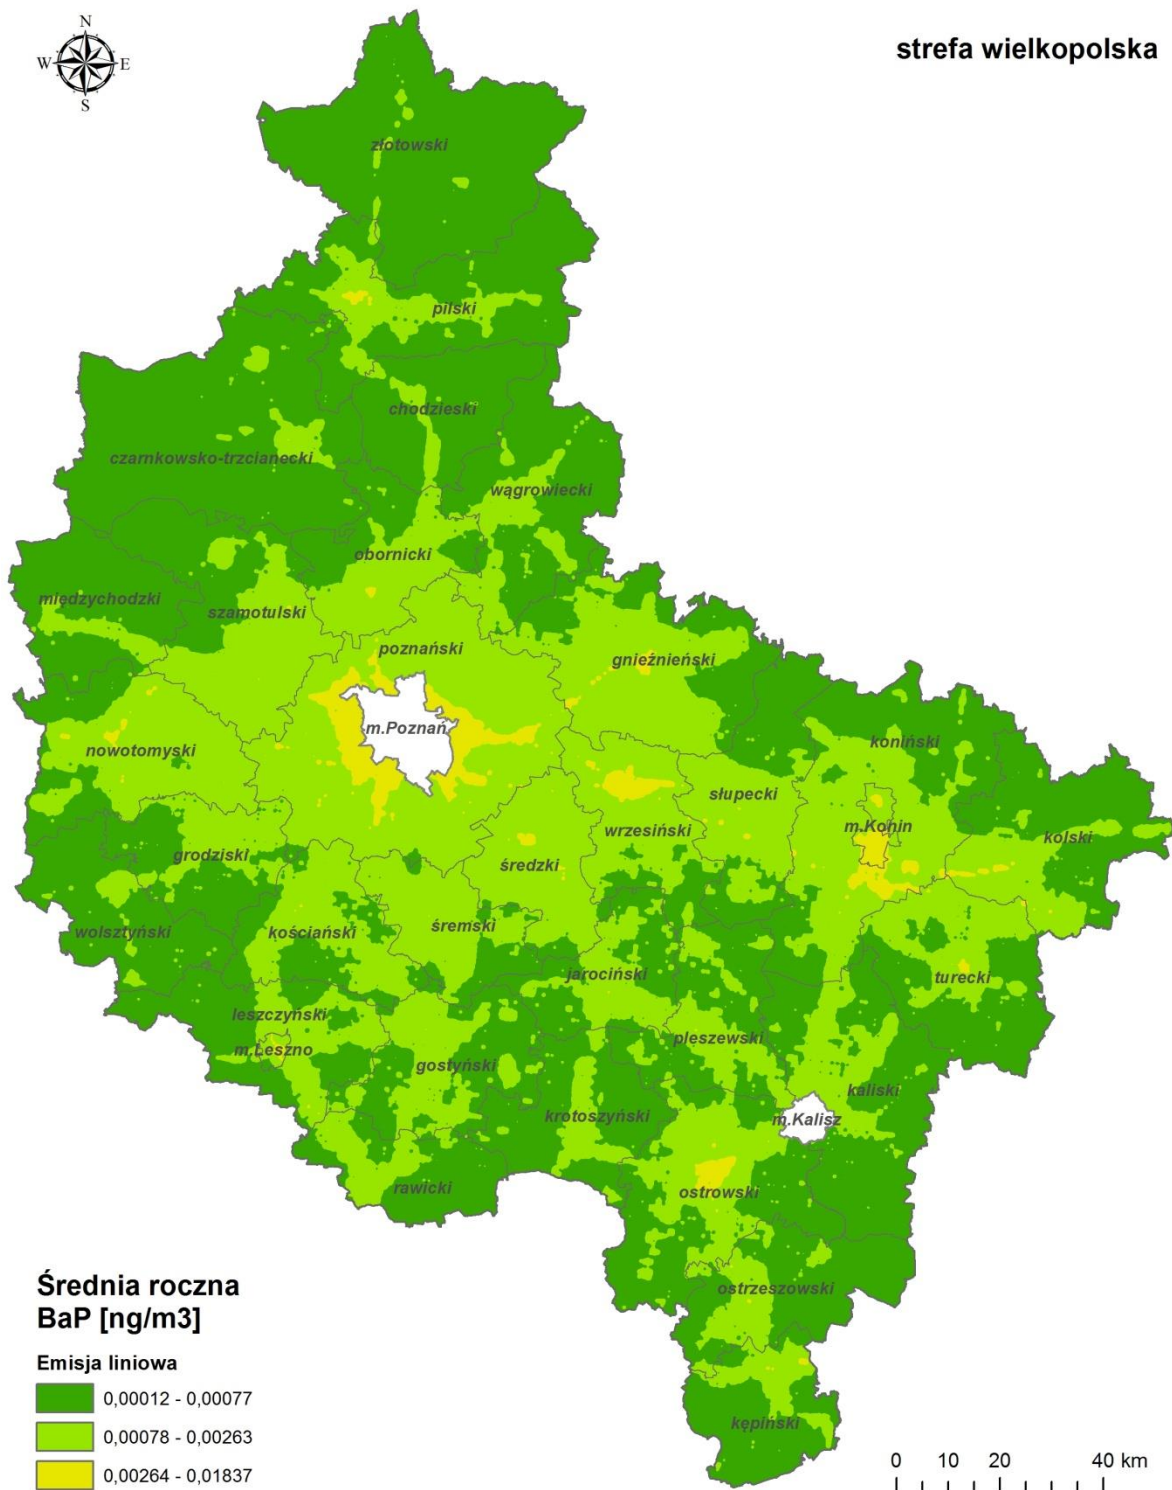 N
strefa wielkopolska
W E
S
złotowski
pilski
chodzieski
czarnkowsko-trzcianecki
wągrowiecki
obornicki
międzychodzki
szamotulski
poznański
gnieźnieński
m.Poznań
nowotomyski
koniński
słupecki
m.Konin
wrzesiński
kolski
grodziski
średzki
wolsztyński
kościański
śremski
jarociński
turecki
leszczyński
pleszewski
m.Leszno
gostyński
kaliski
krotoszyński
m.Kalisz
rawicki
ostrowski
ostrzeszowski
kępiński
Średnia roczna
BaP [ng/m3]
Emisja liniowa
0,00012 - 0,00077
0,00078 - 0,00263
0,00264 - 0,01837
0 10 20 40 km